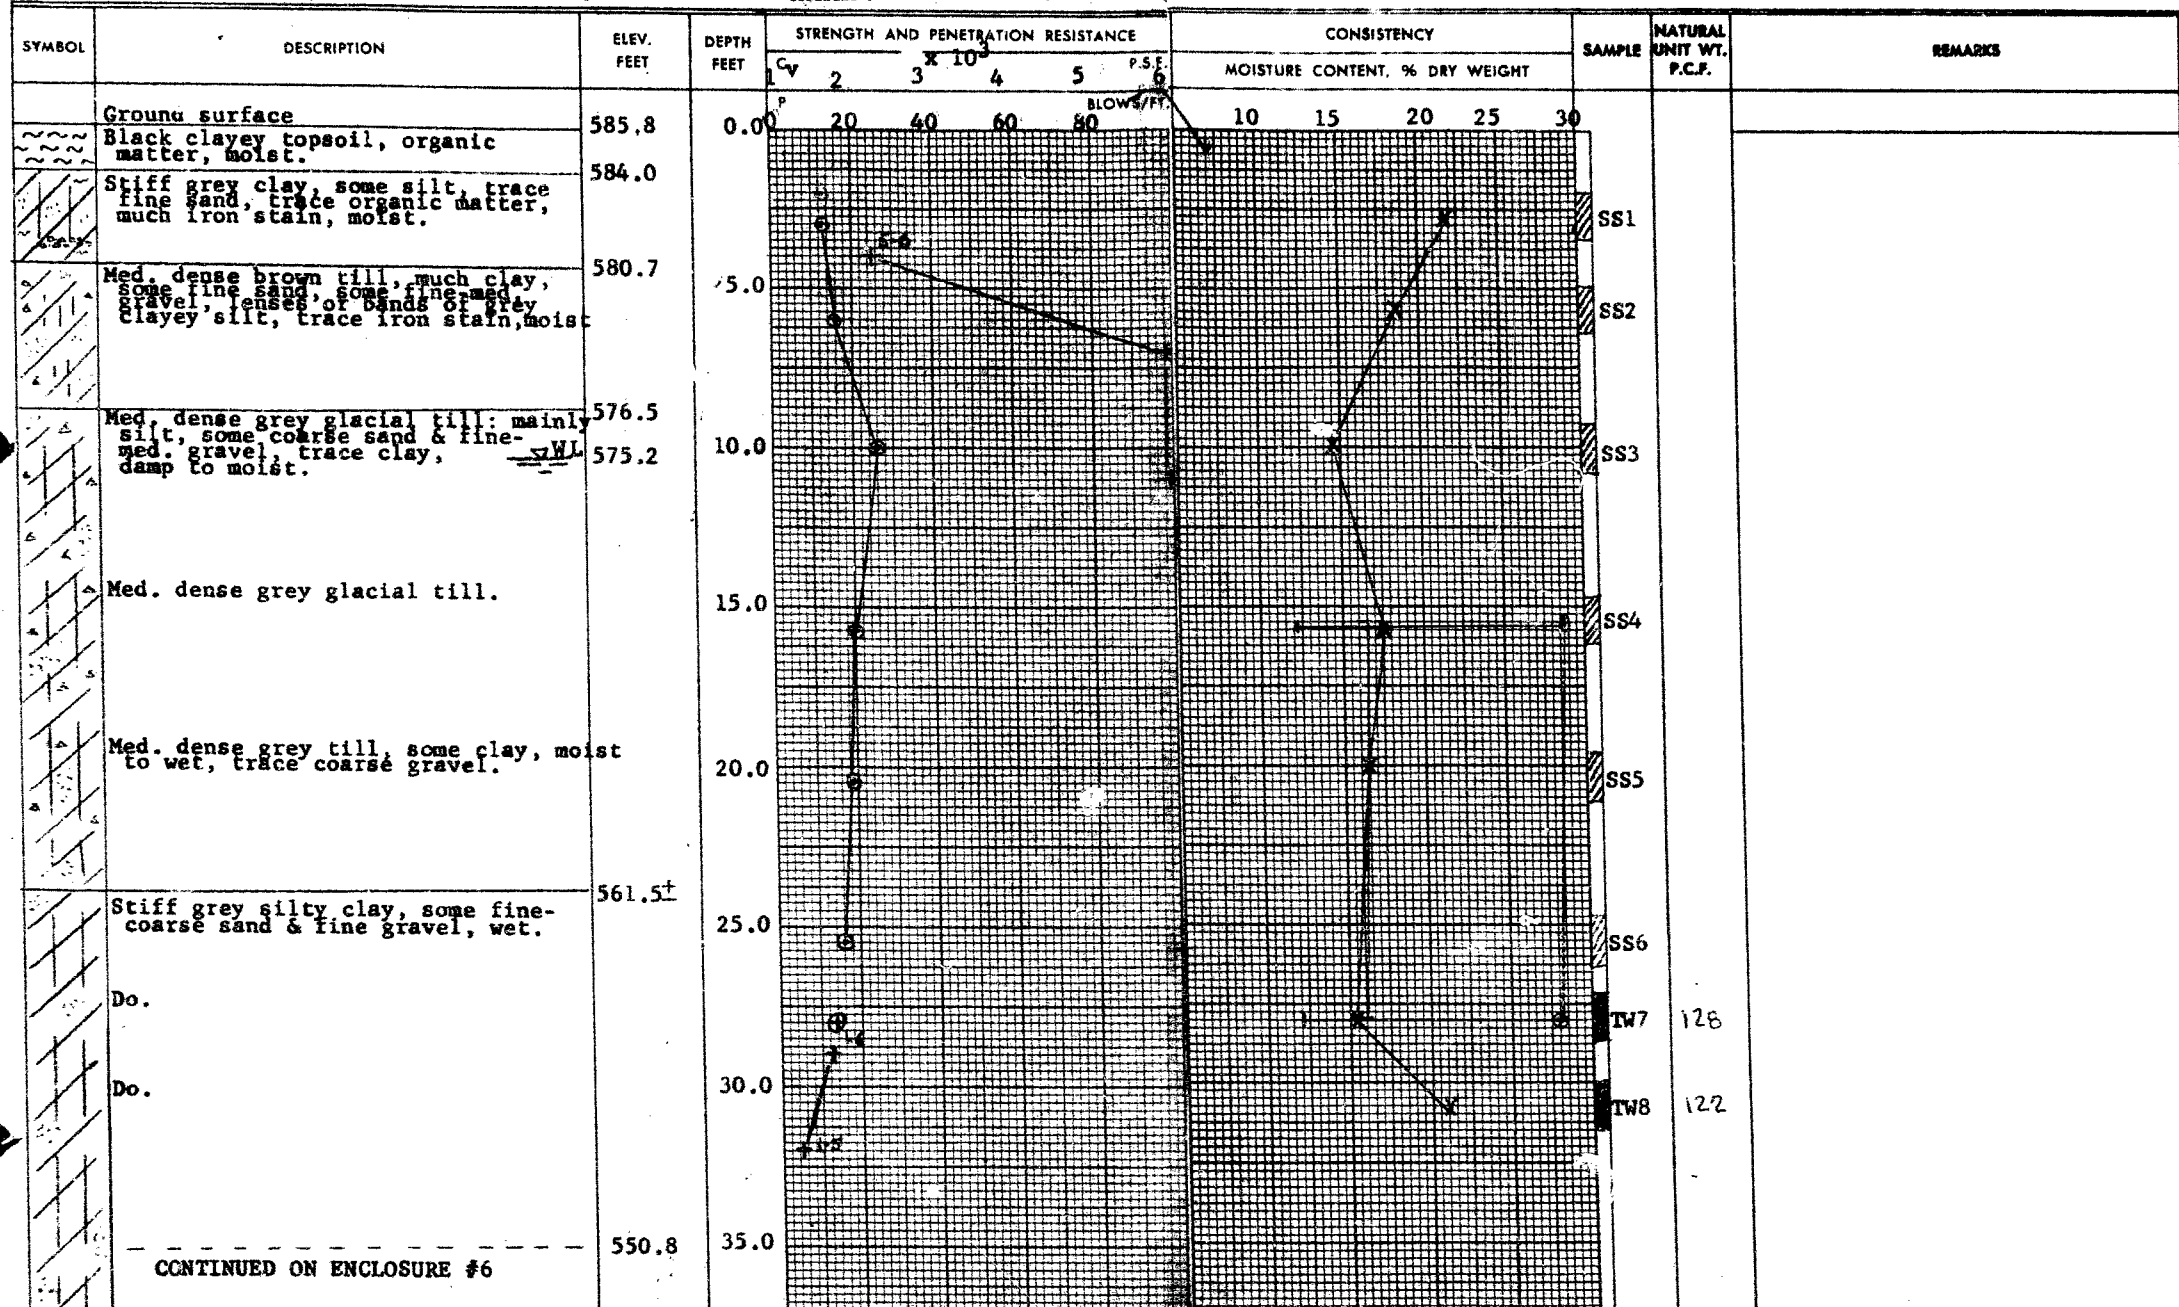 SYMBOL
DESCRIPTION
ELEV. FEET
DEPTH FEET
STRENGTH AND PENETRATION RESISTANCE
x 10³
Cv P.S.F.
1 2 3 4 5 6
P BLOWS/FT.
0 20 40 60 80
CONSISTENCY
MOISTURE CONTENT, % DRY WEIGHT
10 15 20 25 30
SAMPLE
NATURAL UNIT WT. P.C.F.
REMARKS
Ground surface
585.8
0.0
Black clayey topsoil, organic
matter, moist.
584.0
Stiff grey clay, some silt, trace
fine sand, trace organic matter,
much iron stain, moist.
SS1
580.7
Med. dense brown till, much clay,
some fine sand, some fine-med.
gravel, lenses or bands of grey
clayey silt, trace iron stain,moist
5.0
SS2
576.5
Med. dense grey glacial till: mainly
silt, some coarse sand & fine-
med. gravel, trace clay,
damp to moist.
WL
575.2
10.0
SS3
Med. dense grey glacial till.
15.0
SS4
Med. dense grey till, some clay, moist
to wet, trace coarse gravel.
20.0
SS5
561.5±
Stiff grey silty clay, some fine-
coarse sand & fine gravel, wet.
25.0
SS6
Do.
TW7 128
Do.
30.0
TW8 122
550.8
35.0
CONTINUED ON ENCLOSURE #6